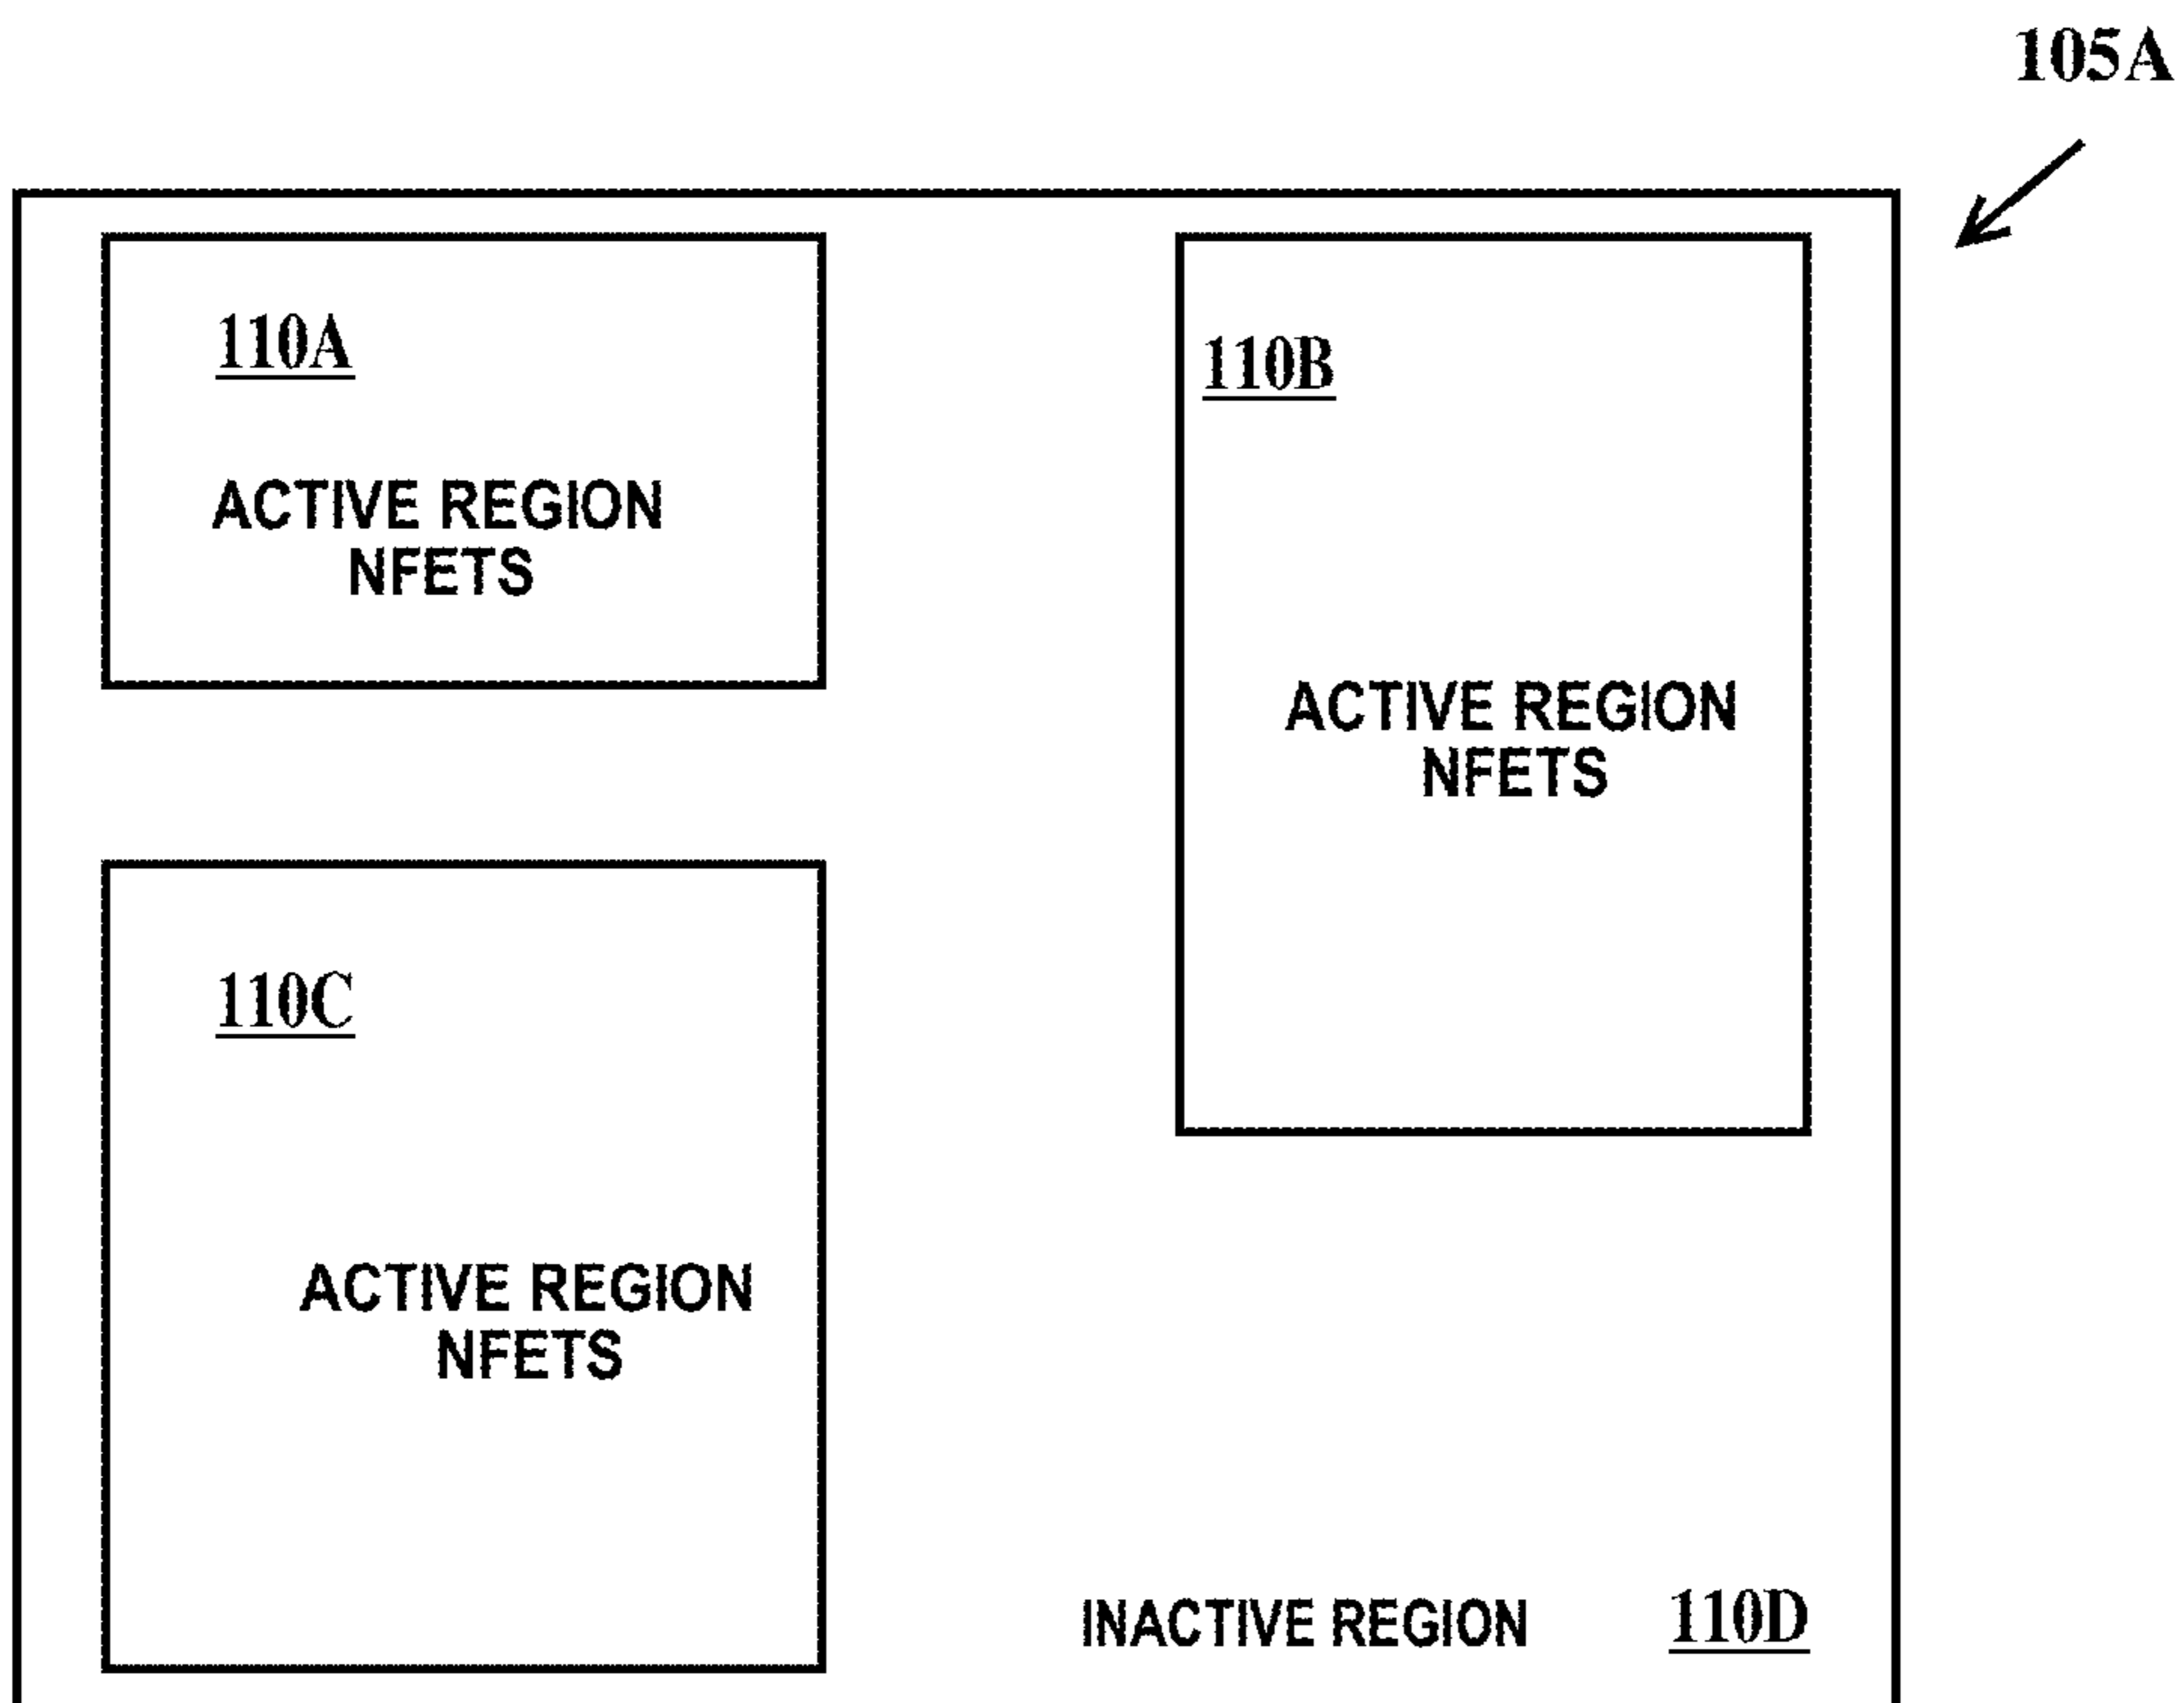 105A
110A
ACTIVE REGION
NFETS
110B
ACTIVE REGION
NFETS
110C
ACTIVE REGION
NFETS
INACTIVE REGION 110D